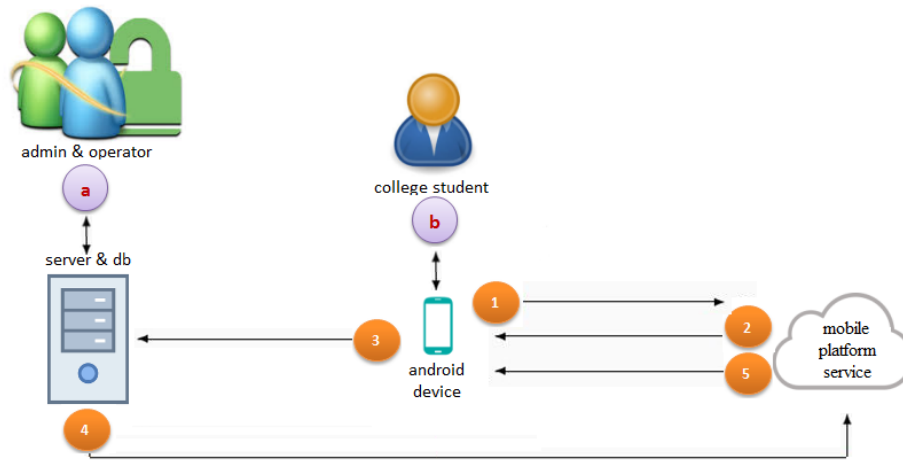 admin & operator
a
college student
b
server & db
1
2
3
mobile
platform
service
android
device
5
4